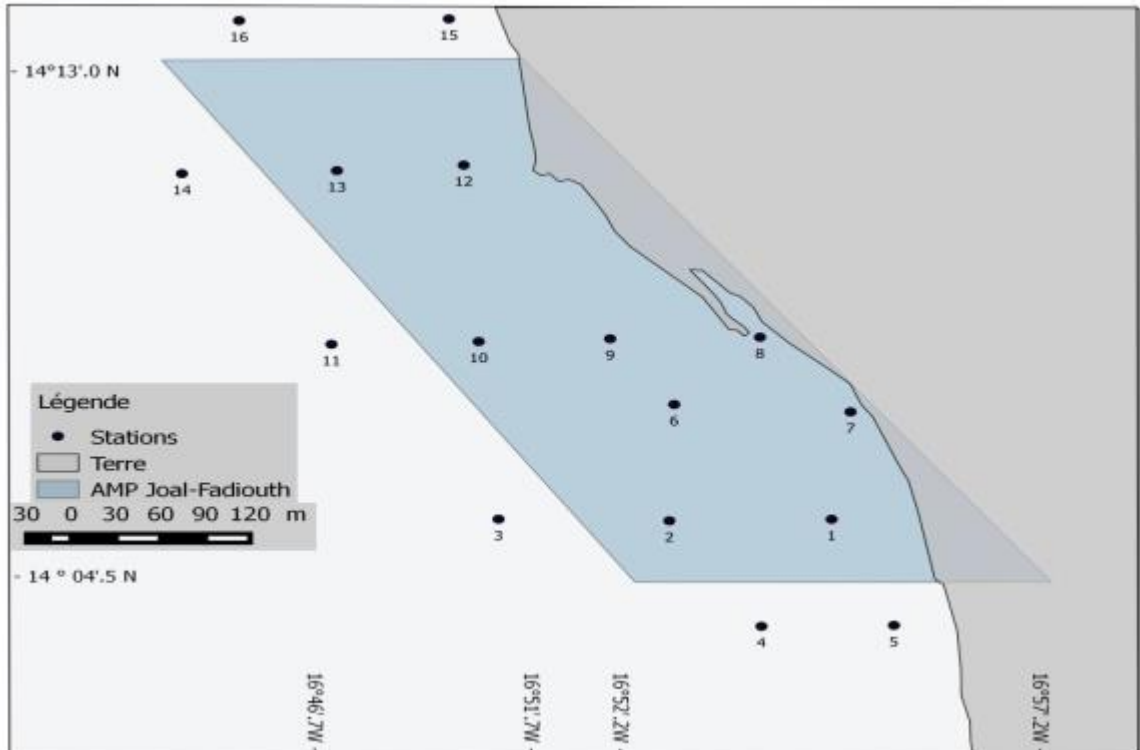 16
15
- 14°13'.0 N
14
13
12
11
10
9
8
6
7
Légende
Stations
Terre
AMP Joal-Fadiouth
30 0 30 60 90 120 m
3
2
1
- 14 ° 04'.5 N
4
5
16°46'.7W -
16°51'.7W -
16°52'.2W -
16°57'.2W -